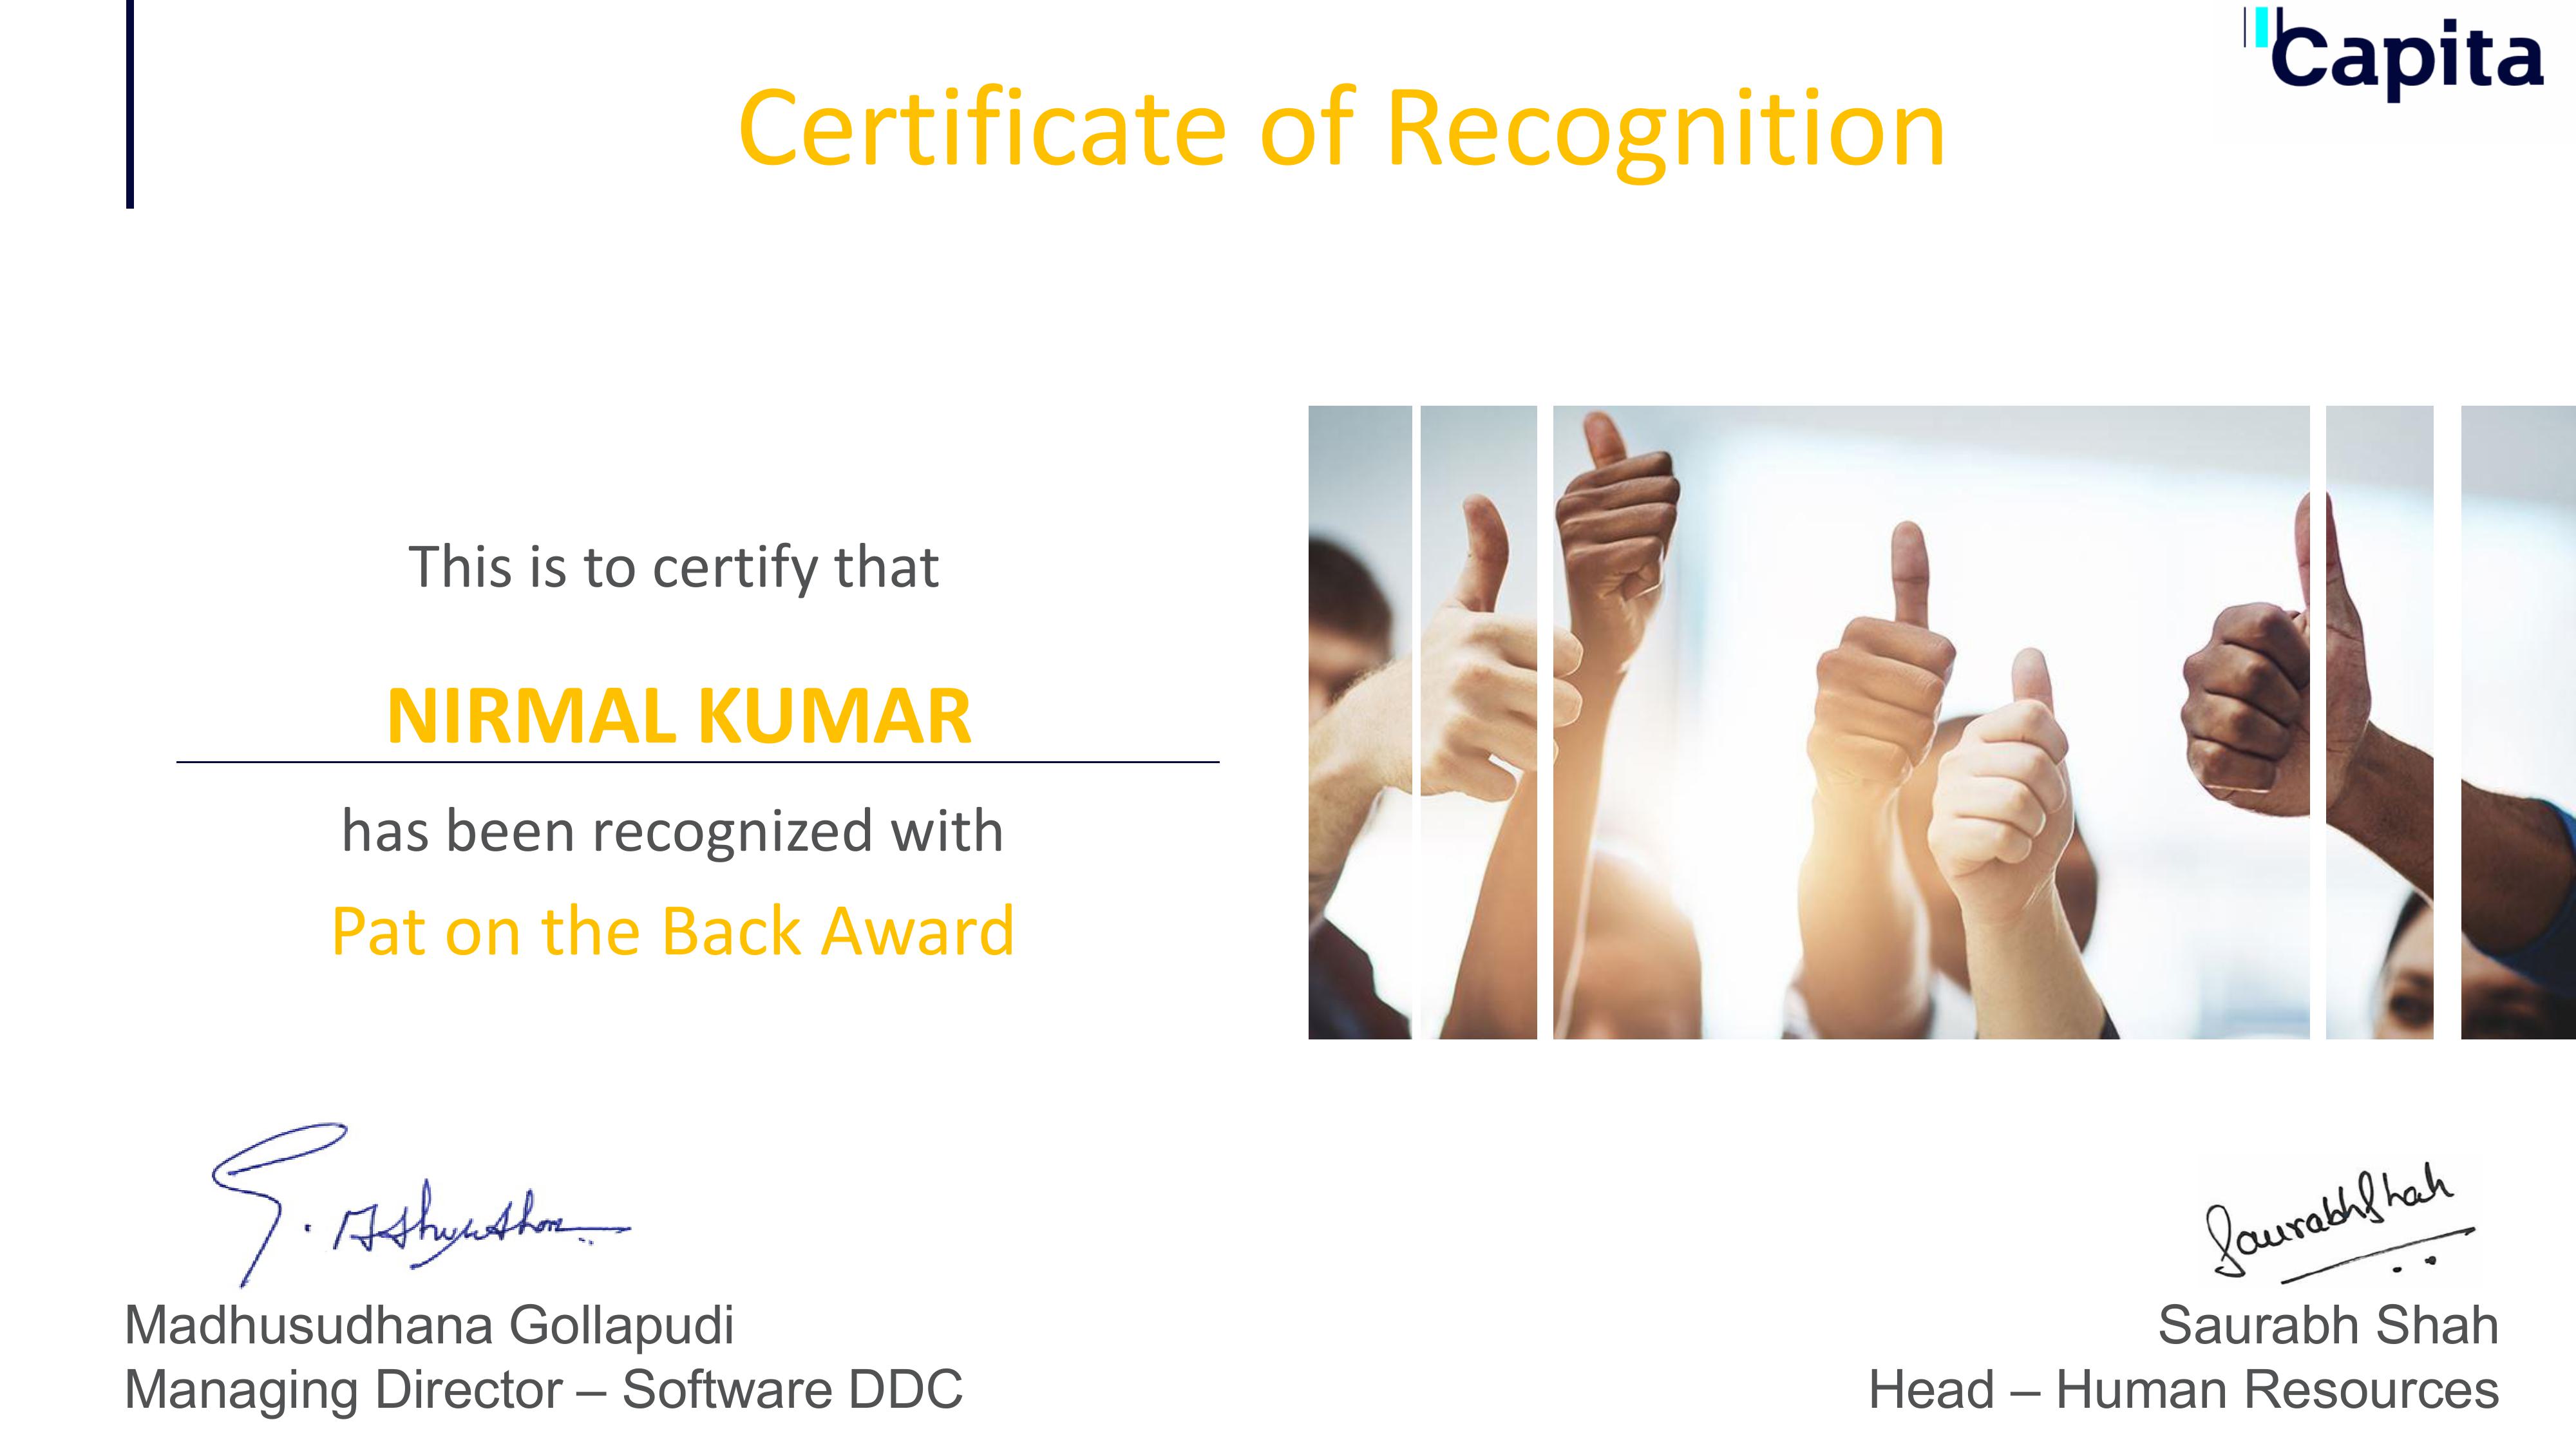 Capita
Certificate of Recognition
This is to certify that
NIRMAL KUMAR
has been recognized with
Pat on the Back Award
Saurabh Shah
Madhusudhana Gollapudi
Managing Director – Software DDC
Saurabh Shah
Head – Human Resources